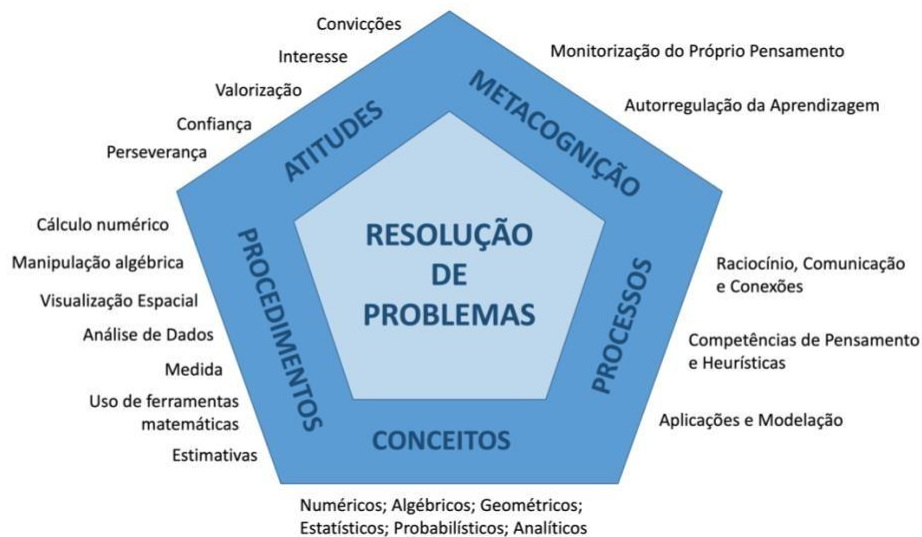 Convicções
Interesse
Valorização
Confiança
Perseverança
ATITUDES
METACOGNIÇÃO
Monitorização do Próprio Pensamento
Autorregulação da Aprendizagem
Cálculo numérico
Manipulação algébrica
Visualização Espacial
Análise de Dados
Medida
Uso de ferramentas
matemáticas
Estimativas
PROCEDIMENTOS
RESOLUÇÃO
DE
PROBLEMAS
PROCESSOS
Raciocínio, Comunicação
e Conexões
Competências de Pensamento
e Heurísticas
Aplicações e Modelação
CONCEITOS
Numéricos; Algébricos; Geométricos;
Estatísticos; Probabilísticos; Analíticos